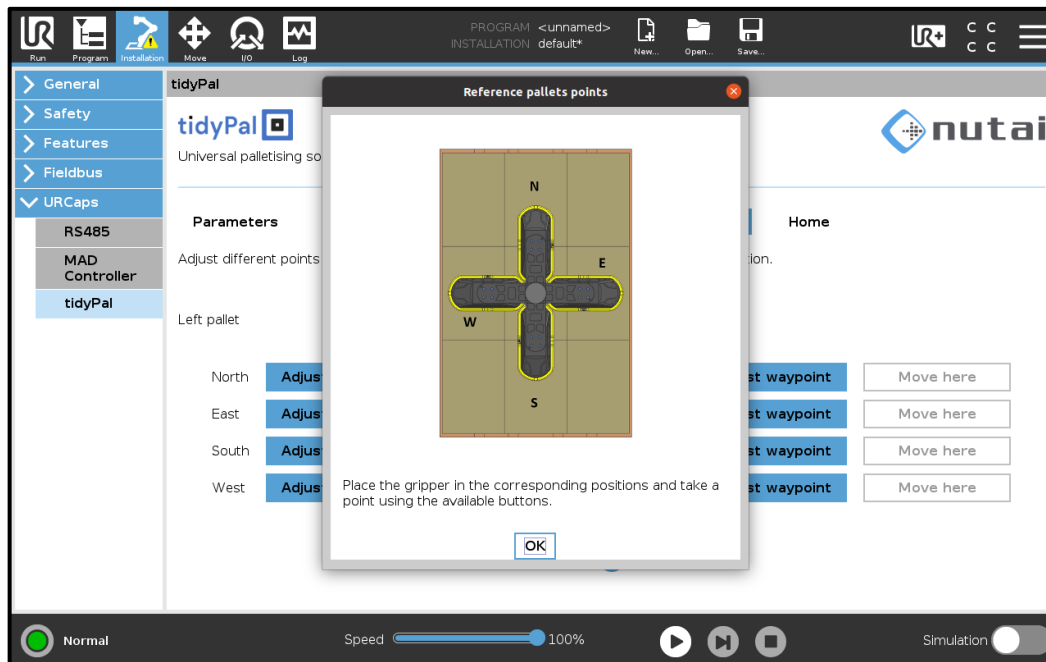 PROGRAM <unnamed>
INSTALLATION default*
New... Open... Save...
UR+
C C
C C
Run Program Installation Move I/O Log
General
Safety
Features
Fieldbus
URCaps
RS485
MAD
Controller
tidyPal
tidyPal
tidyPal
nutai
Universal palletising so
Parameters
Home
Adjust different points
ion.
Left pallet
North Adjus st waypoint Move here
East Adjus st waypoint Move here
South Adjus st waypoint Move here
West Adjus st waypoint Move here
Reference pallets points
N
E
W
S
Place the gripper in the corresponding positions and take a
point using the available buttons.
OK
Normal
Speed 100%
Simulation